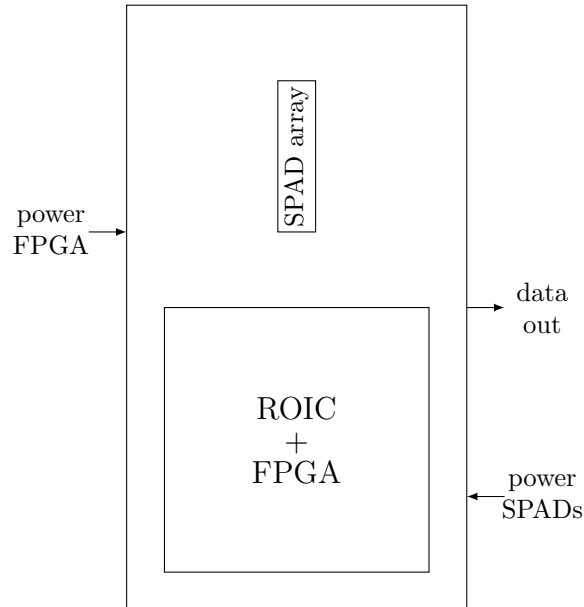 SPAD array
power
FPGA
data
out
ROIC
+
FPGA
power
SPADs